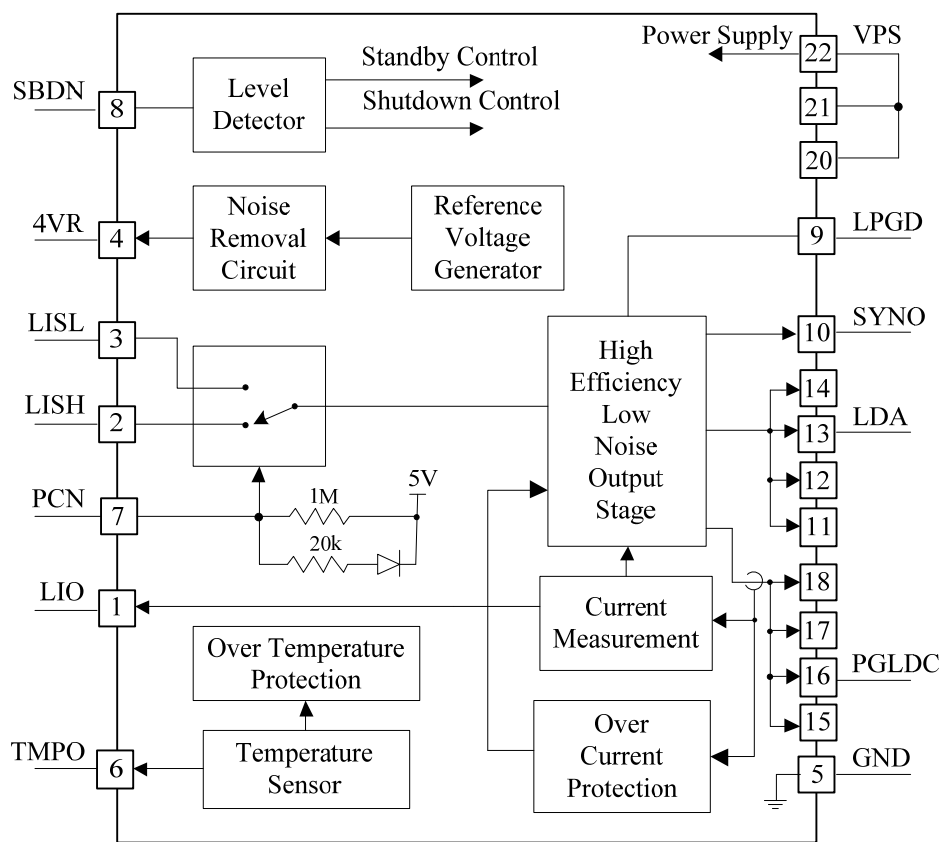 Power Supply
22
VPS
SBDN
8
Level
Detector
Standby Control
Shutdown Control
21
20
4VR
4
Noise
Removal
Circuit
Reference
Voltage
Generator
9
LPGD
LISL
3
LISH
2
High
Efficiency
Low
Noise
Output
Stage
10
SYNO
14
13
LDA
12
11
PCN
7
1M
5V
20k
LIO
1
Current
Measurement
18
17
16
PGLDC
15
Over Temperature
Protection
TMPO
6
Temperature
Sensor
Over
Current
Protection
5
GND